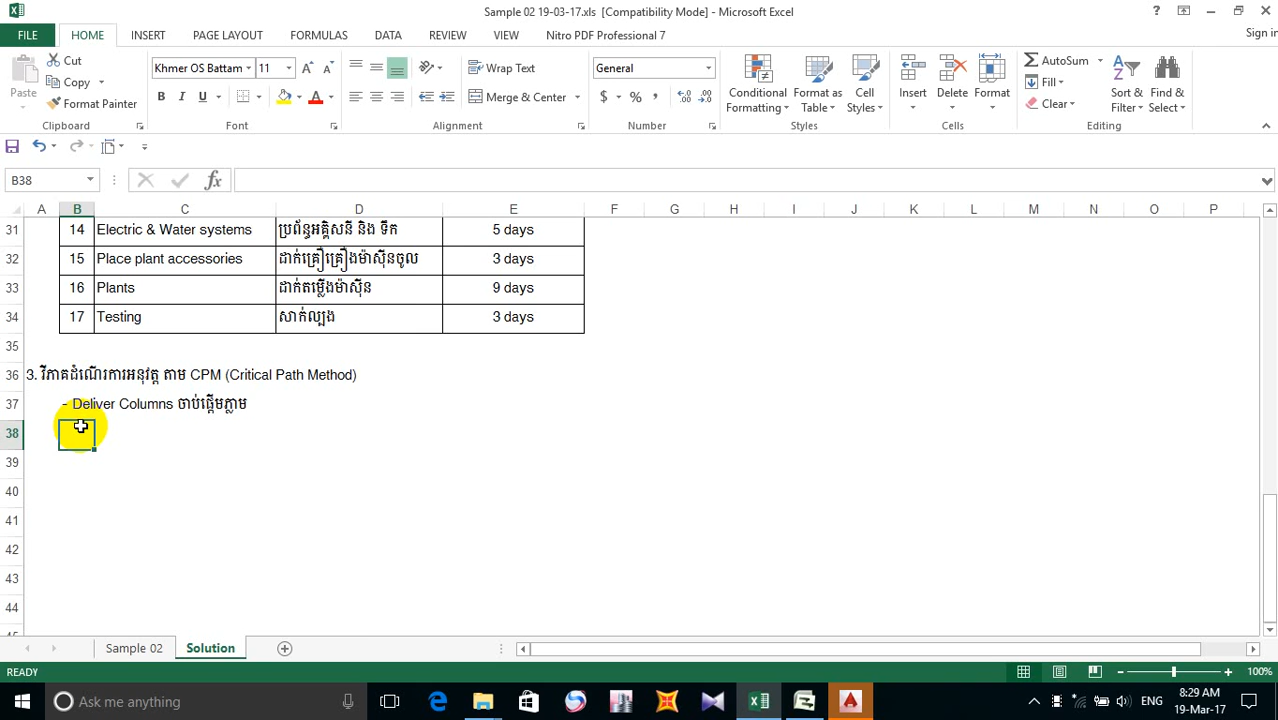 Sample 02 19-03-17.xls [Compatibility Mode] - Microsoft Excel
FILE HOME INSERT PAGE LAYOUT FORMULAS DATA REVIEW VIEW Nitro PDF Professional 7 Sign in
Cut Khmer OS Battam 11 Wrap Text General AutoSum
Paste Copy Merge & Center Conditional Formatting Format as Table Cell Styles Insert Delete Format Fill Sort & Filter Find & Select
Format Painter Clear
Clipboard Font Alignment Number Styles Cells Editing
B38 fx
A B C D E F G H I J K L M N O P
31 14 Electric & Water systems ប្រព័ន្ធអគ្គិសនី និង ទឹក 5 days
32 15 Place plant accessories ដាក់គ្រឿគ្រឿងម៉ាស៊ីនចូល 3 days
33 16 Plants ដាក់តម្លើងម៉ាស៊ីន 9 days
34 17 Testing សាក់ល្បង 3 days
35
36 3. វីភាគដំណើរការអនុវត្ត តាម CPM (Critical Path Method)
37 - Deliver Columns ចាប់ផ្តើមភ្លាម
38
39
40
41
42
43
44
Sample 02 Solution
READY 100%
Ask me anything ENG 8:29 AM
19-Mar-17